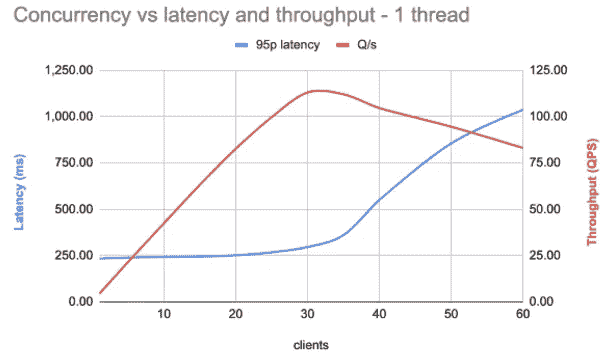 Concurrency vs latency and throughput - 1 thread
95p latency Q/s
1,250.00 125.00
1,000.00 100.00
750.00 75.00
500.00 50.00
250.00 25.00
0.00 0.00
Latency (ms)
Throughput (QPS)
10 20 30 40 50 60
clients